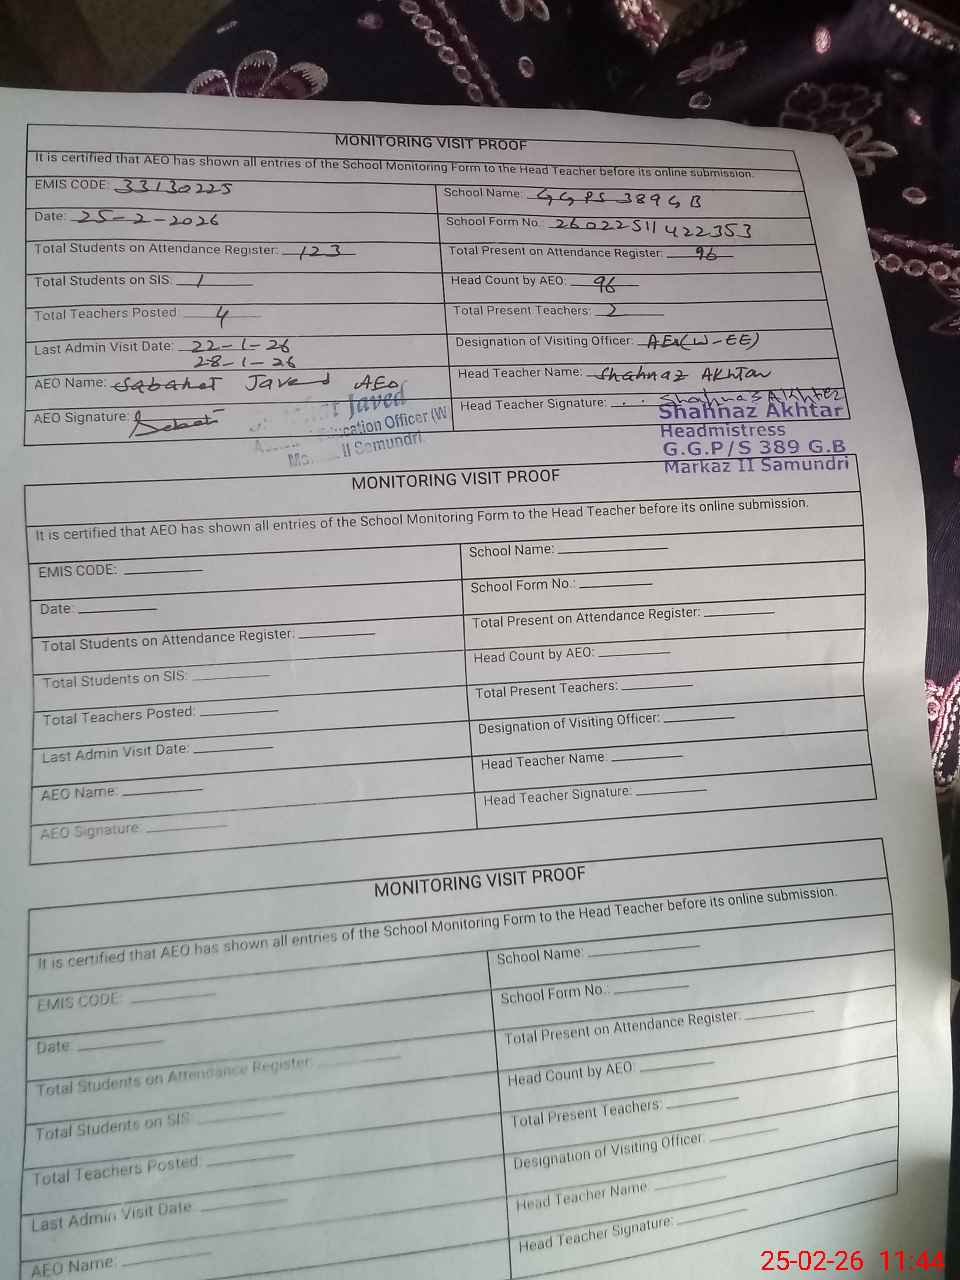 MONITORING VISIT PROOF
It is certified that AEO has shown all entries of the School Monitoring Form to the Head Teacher before its online submission.
EMIS CODE: 33130225
School Name: GGPS 389 GB
Date: 25-2-2026
School Form No.: 26022511422353
Total Students on Attendance Register: 123
Total Present on Attendance Register: 96
Total Students on SIS: 1
Head Count by AEO: 96
Total Teachers Posted: 4
Total Present Teachers: 2
Last Admin Visit Date: 22-1-26
28-1-26
Designation of Visiting Officer: AEO(W-EE)
AEO Name: Sabahat Javed AEO
Head Teacher Name: Shahnaz Akhtar
AEO Signature: Sabahat
Javed
Education Officer (W
II Samundri
Head Teacher Signature: Shahnaz Akhter
Shahnaz Akhtar
Headmistress
G.G.P/S 389 G.B
Markaz II Samundri
MONITORING VISIT PROOF
It is certified that AEO has shown all entries of the School Monitoring Form to the Head Teacher before its online submission.
EMIS CODE:
School Name:
Date:
School Form No.:
Total Students on Attendance Register:
Total Present on Attendance Register:
Total Students on SIS:
Head Count by AEO:
Total Teachers Posted:
Total Present Teachers:
Last Admin Visit Date:
Designation of Visiting Officer:
AEO Name:
Head Teacher Name:
AEO Signature:
Head Teacher Signature:
MONITORING VISIT PROOF
It is certified that AEO has shown all entries of the School Monitoring Form to the Head Teacher before its online submission.
EMIS CODE:
School Name:
Date:
School Form No.:
Total Students on Attendance Register:
Total Present on Attendance Register:
Total Students on SIS:
Head Count by AEO:
Total Teachers Posted:
Total Present Teachers:
Last Admin Visit Date:
Designation of Visiting Officer:
AEO Name:
Head Teacher Name:
Head Teacher Signature:
25-02-26 11:44